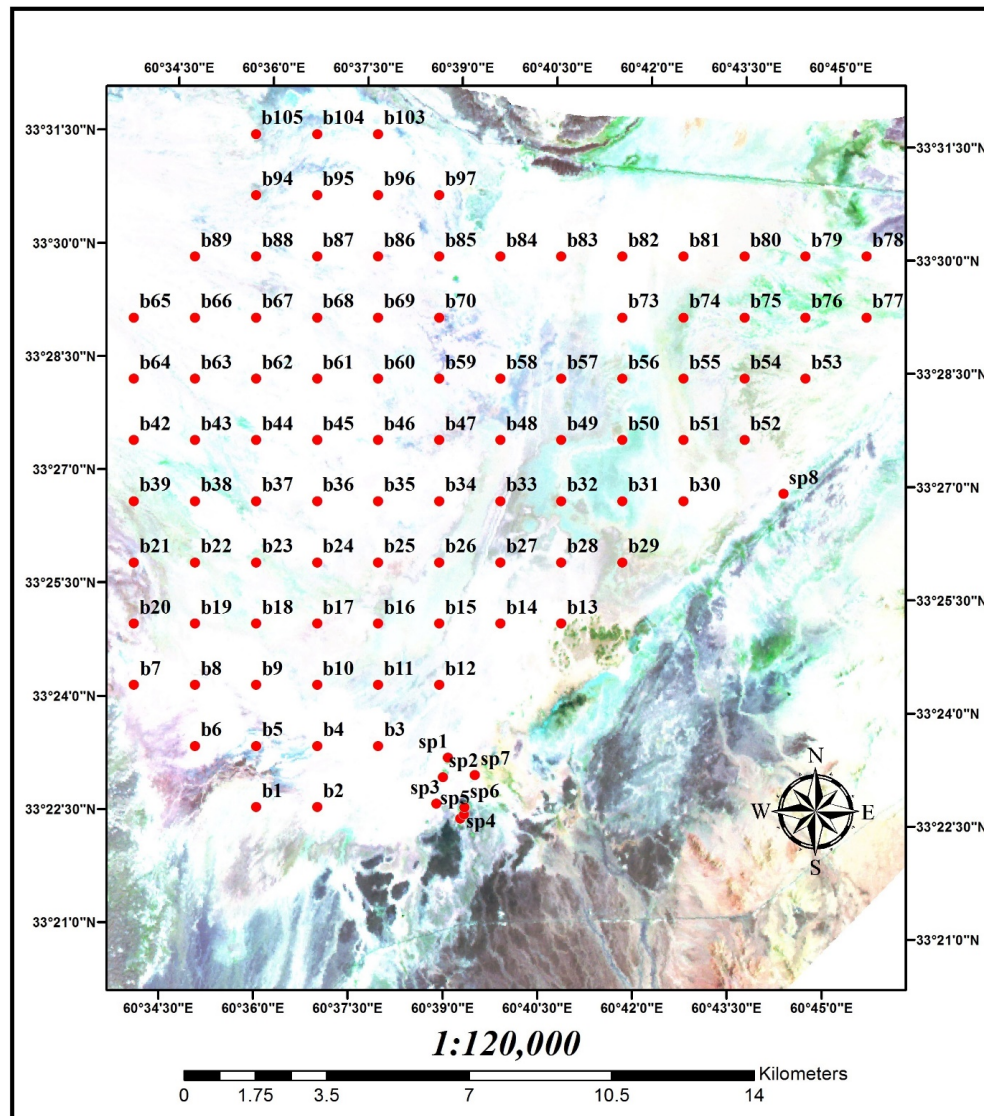 60°34'30"E 60°36'0"E 60°37'30"E 60°39'0"E 60°40'30"E 60°42'0"E 60°43'30"E 60°45'0"E
33°31'30"N b105 b104 b103 33°31'30"N
b94 b95 b96 b97
33°30'0"N b89 b88 b87 b86 b85 b84 b83 b82 b81 b80 b79 b78 33°30'0"N
b65 b66 b67 b68 b69 b70 b73 b74 b75 b76 b77
33°28'30"N b64 b63 b62 b61 b60 b59 b58 b57 b56 b55 b54 b53 33°28'30"N
b42 b43 b44 b45 b46 b47 b48 b49 b50 b51 b52
33°27'0"N sp8 33°27'0"N
b39 b38 b37 b36 b35 b34 b33 b32 b31 b30
b21 b22 b23 b24 b25 b26 b27 b28 b29
33°25'30"N 33°25'30"N
b20 b19 b18 b17 b16 b15 b14 b13
b7 b8 b9 b10 b11 b12
33°24'0"N 33°24'0"N
b6 b5 b4 b3 sp1
sp2 sp7
sp3 sp5 sp6
33°22'30"N b1 b2 sp4 33°22'30"N
N
W E
S
33°21'0"N 33°21'0"N
60°34'30"E 60°36'0"E 60°37'30"E 60°39'0"E 60°40'30"E 60°42'0"E 60°43'30"E 60°45'0"E
1:120,000
Kilometers
0 1.75 3.5 7 10.5 14